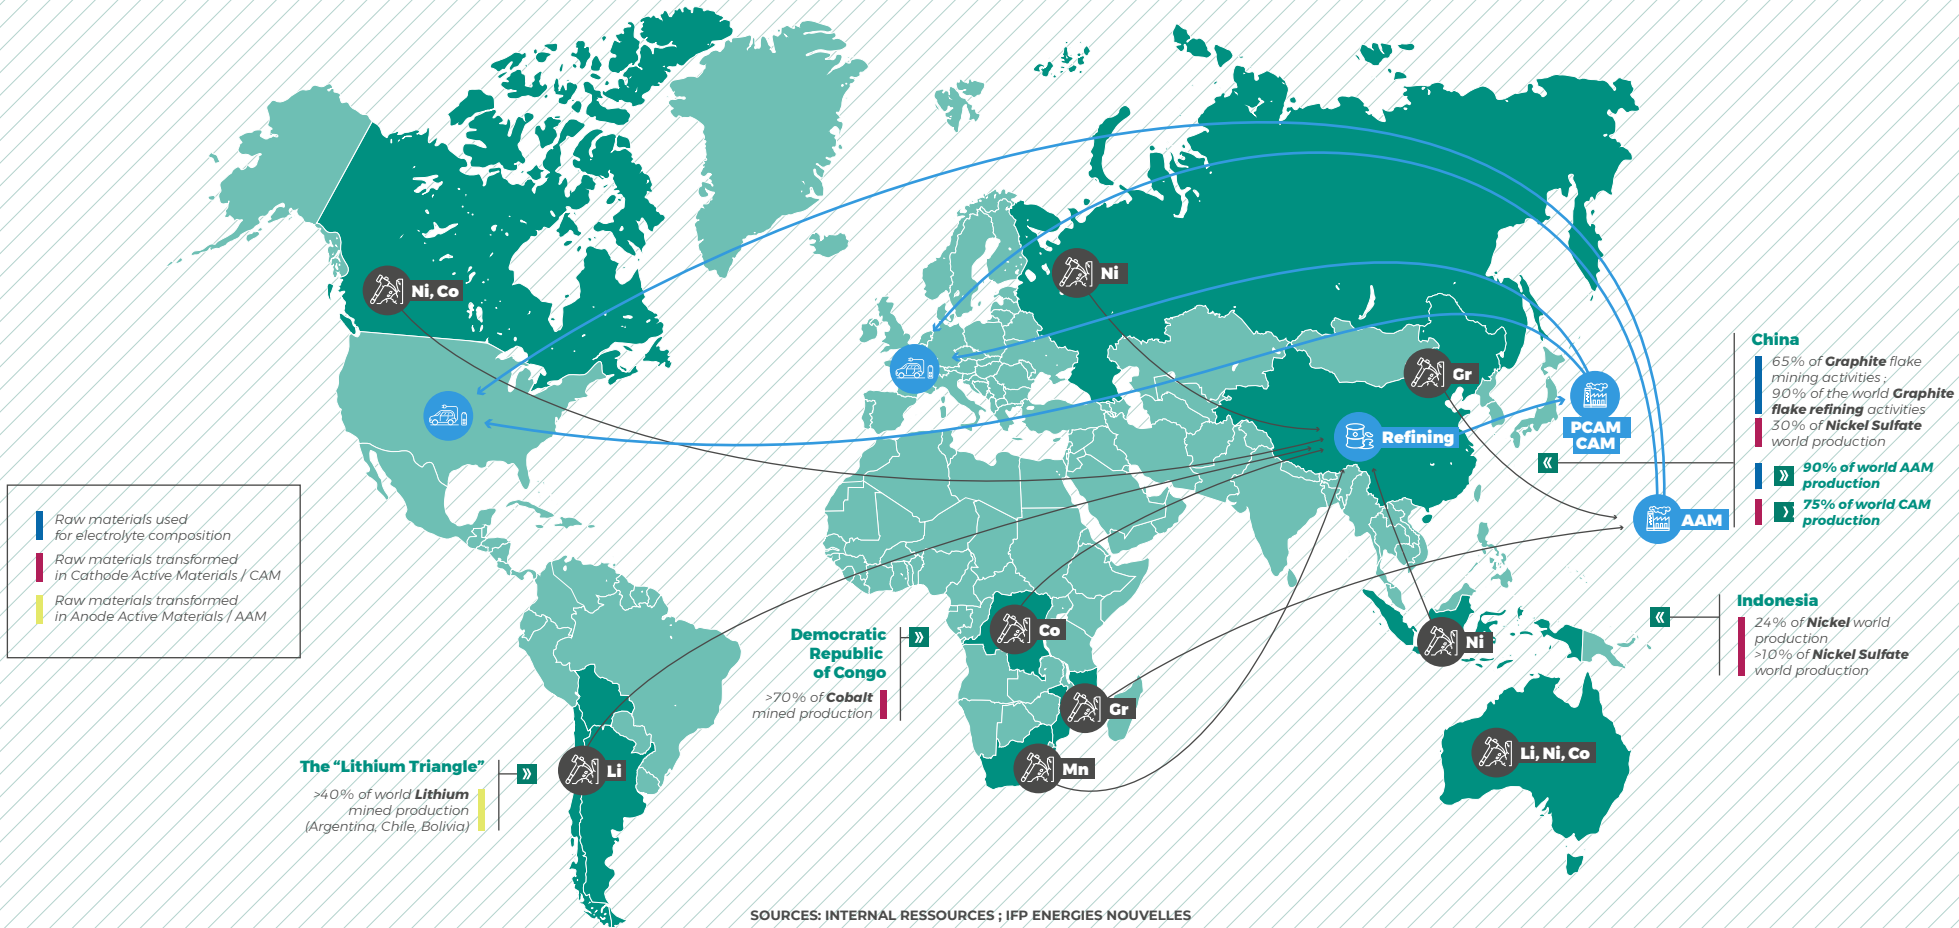 Ni, Co
Ni
Gr
Refining
PCAM
CAM
AAM
China
65% of Graphite flake
mining activities ;
90% of the world Graphite
flake refining activities
30% of Nickel Sulfate
world production
90% of world AAM
production
75% of world CAM
production
Raw materials used
for electrolyte composition
Raw materials transformed
in Cathode Active Materials / CAM
Raw materials transformed
in Anode Active Materials / AAM
Democratic
Republic
of Congo
>70% of Cobalt
mined production
Co
Gr
Mn
Ni
Indonesia
24% of Nickel world
production
>10% of Nickel Sulfate
world production
The “Lithium Triangle”
>40% of world Lithium
mined production
(Argentina, Chile, Bolivia)
Li
Li, Ni, Co
SOURCES: INTERNAL RESSOURCES ; IFP ENERGIES NOUVELLES